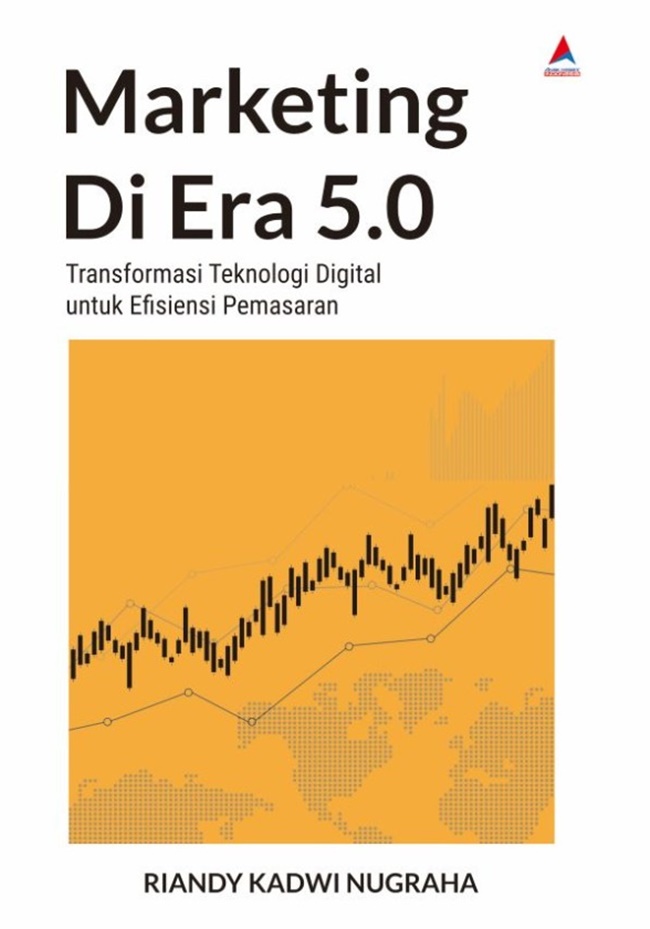 Marketing
Di Era 5.0
Transformasi Teknologi Digital
untuk Efisiensi Pemasaran
RIANDY KADWI NUGRAHA